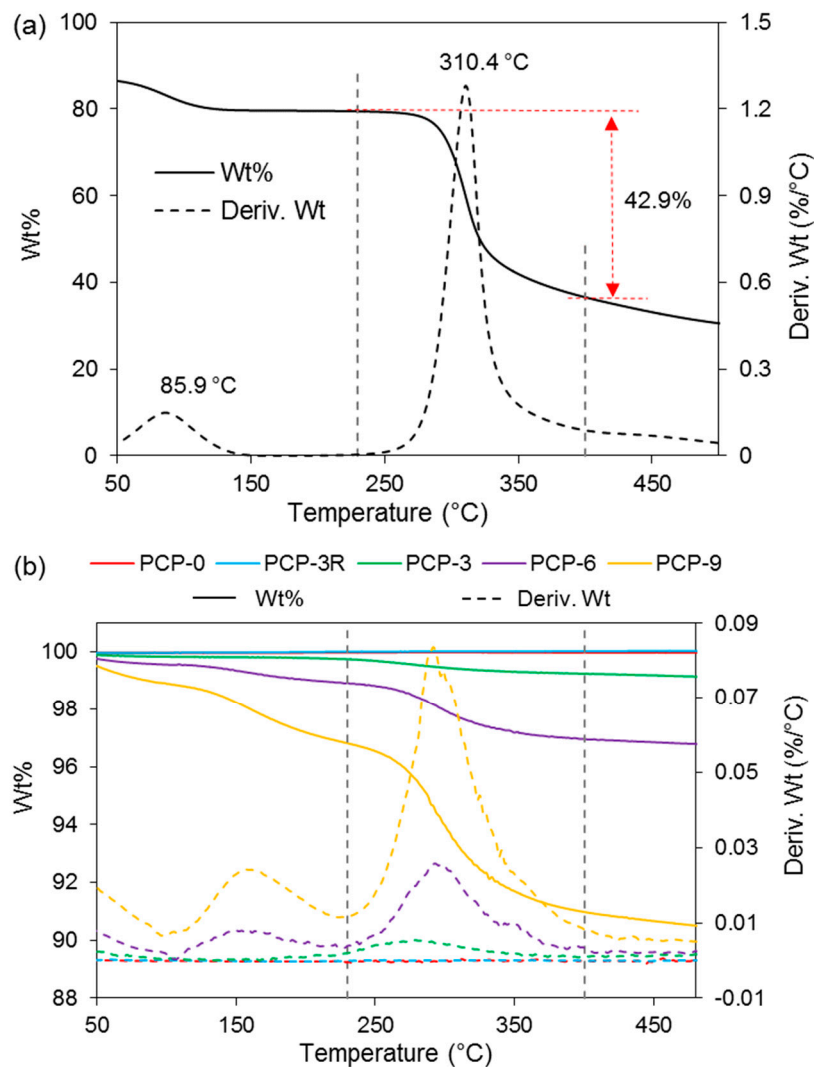 (a)
100
80
60
40
20
0
Wt%
1.5
1.2
0.9
0.6
0.3
0
Deriv. Wt (%/°C)
310.4 °C
Wt%
Deriv. Wt
42.9%
85.9 °C
50 150 250 350 450
Temperature (°C)
(b)
PCP-0 PCP-3R PCP-3 PCP-6 PCP-9
Wt% Deriv. Wt
100
98
96
94
92
90
88
Wt%
0.09
0.07
0.05
0.03
0.01
-0.01
Deriv. Wt (%/°C)
50 150 250 350 450
Temperature (°C)